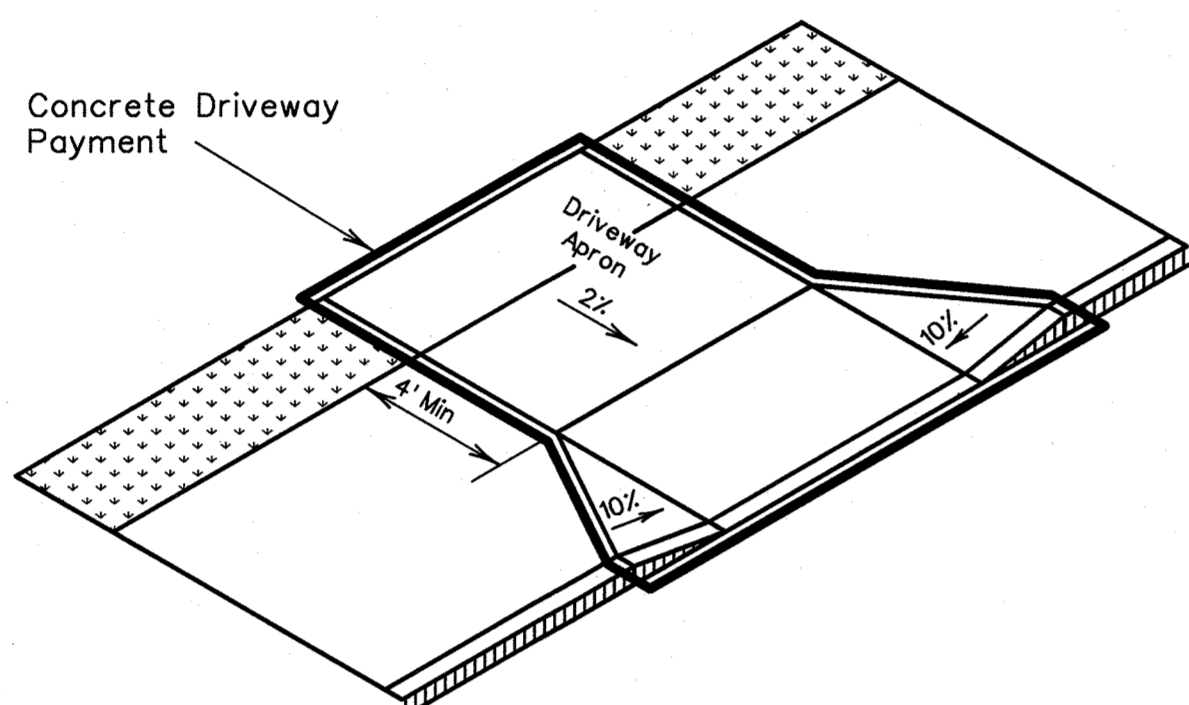 Concrete Driveway
Payment
Driveway
Apron
2%
10%
4' Min
10%